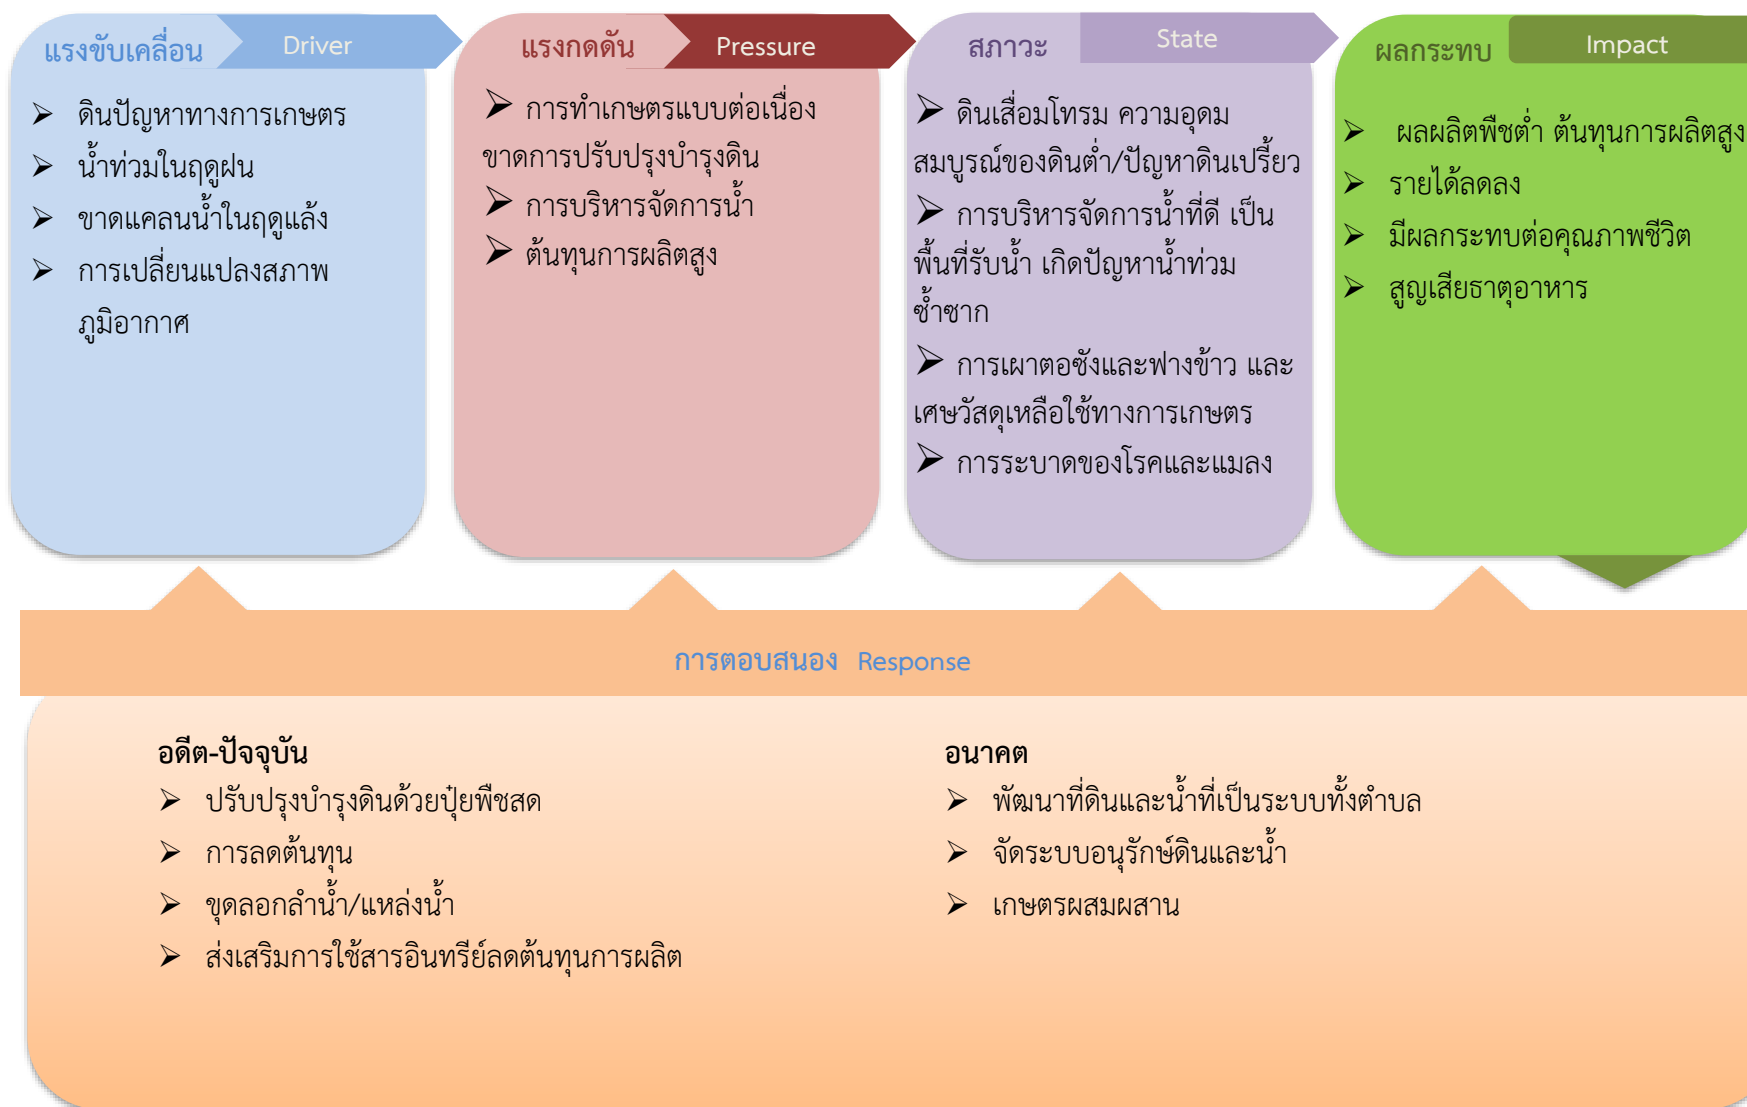 แรงขับเคลื่อน Driver
➢ ดินปัญหาทางการเกษตร
➢ น้ำท่วมในฤดูฝน
➢ ขาดแคลนน้ำในฤดูแล้ง
➢ การเปลี่ยนแปลงสภาพ
ภูมิอากาศ
แรงกดดัน Pressure
➢ การทำเกษตรแบบต่อเนื่อง
ขาดการปรับปรุงบำรุงดิน
➢ การบริหารจัดการน้ำ
➢ ต้นทุนการผลิตสูง
สภาวะ State
➢ ดินเสื่อมโทรม ความอุดม
สมบูรณ์ของดินต่ำ/ปัญหาดินเปรี้ยว
➢ การบริหารจัดการน้ำที่ดี เป็น
พื้นที่รับน้ำ เกิดปัญหาน้ำท่วม
ซ้ำซาก
➢ การเผาตอซังและฟางข้าว และ
เศษวัสดุเหลือใช้ทางการเกษตร
➢ การระบาดของโรคและแมลง
ผลกระทบ Impact
➢ ผลผลิตพืชต่ำ ต้นทุนการผลิตสูง
➢ รายได้ลดลง
➢ มีผลกระทบต่อคุณภาพชีวิต
➢ สูญเสียธาตุอาหาร
การตอบสนอง Response
อดีต-ปัจจุบัน
➢ ปรับปรุงบำรุงดินด้วยปุ๋ยพืชสด
➢ การลดต้นทุน
➢ ขุดลอกลำน้ำ/แหล่งน้ำ
➢ ส่งเสริมการใช้สารอินทรีย์ลดต้นทุนการผลิต
อนาคต
➢ พัฒนาที่ดินและน้ำที่เป็นระบบทั้งตำบล
➢ จัดระบบอนุรักษ์ดินและน้ำ
➢ เกษตรผสมผสาน